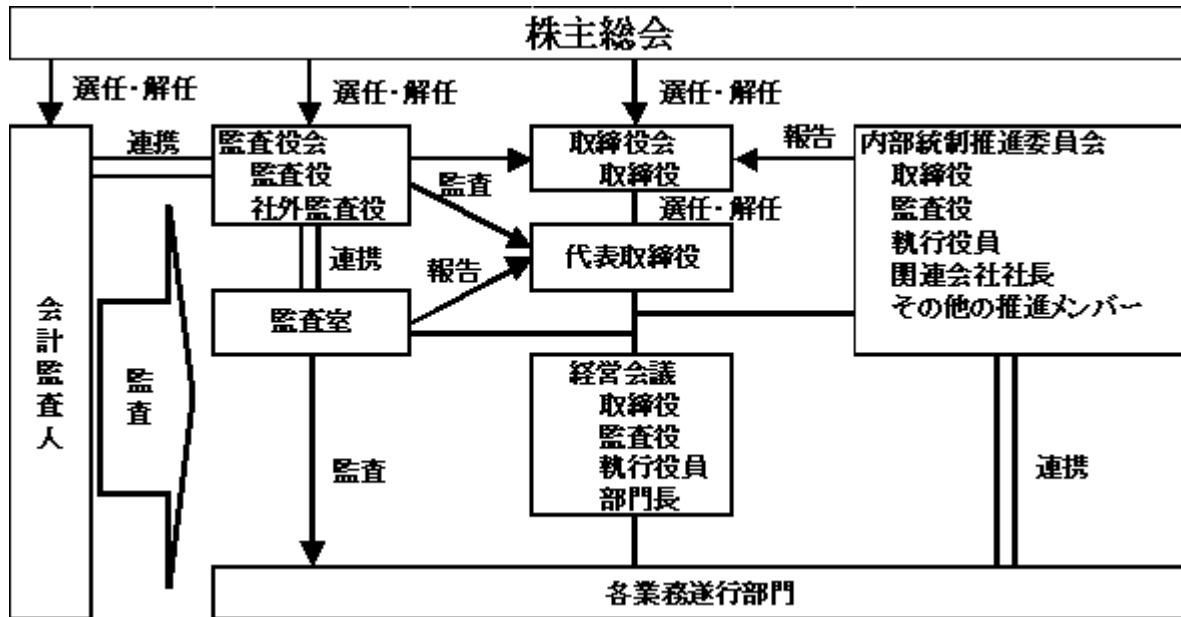 株主総会
選任・解任
選任・解任
選任・解任
連携
監査役会
監査役
社外監査役
取締役会
取締役
報告
内部統制推進委員会
取締役
監査役
執行役員
関連会社社長
その他の推進メンバー
監査
選任・解任
連携
報告
代表取締役
監査室
会計監査人
監査
経営会議
取締役
監査役
執行役員
部門長
監査
連携
各業務遂行部門